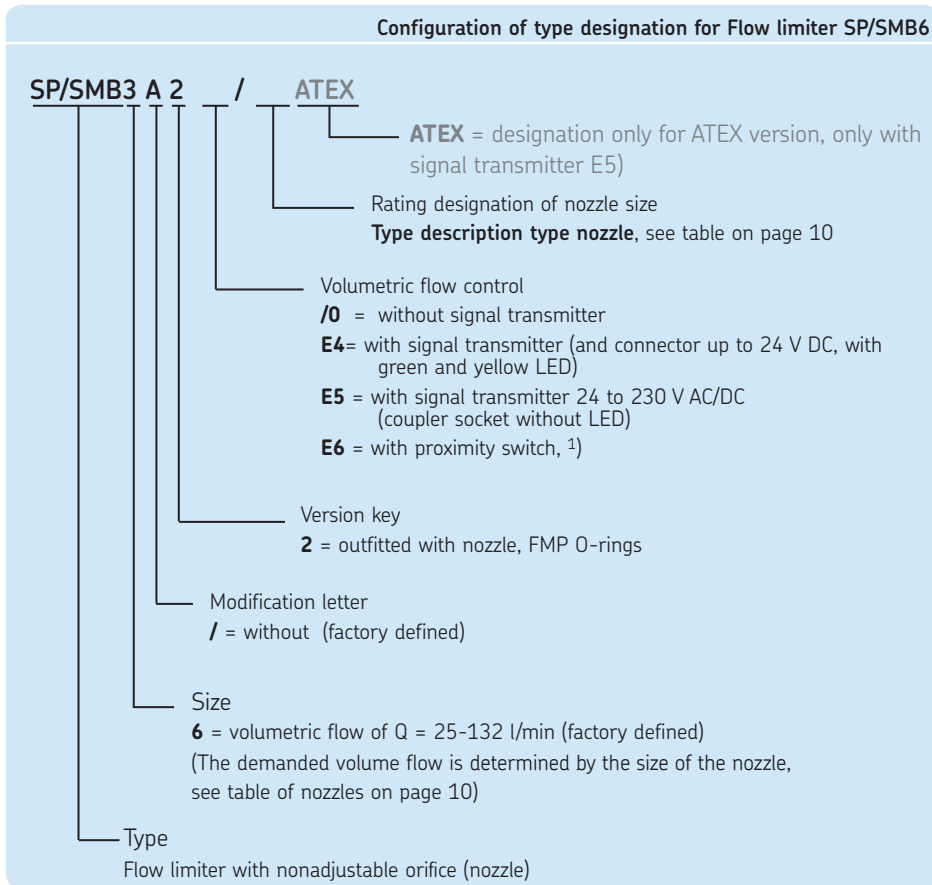 Configuration of type designation for Flow limiter SP/SMB6
SP/SMB3 A 2 / ATEX
ATEX = designation only for ATEX version, only with
signal transmitter E5)
Rating designation of nozzle size
Type description type nozzle, see table on page 10
Volumetric flow control
/0 = without signal transmitter
E4= with signal transmitter (and connector up to 24 V DC, with
green and yellow LED)
E5 = with signal transmitter 24 to 230 V AC/DC
(coupler socket without LED)
E6 = with proximity switch, 1)
Version key
2 = outfitted with nozzle, FMP O-rings
Modification letter
/ = without (factory defined)
Size
6 = volumetric flow of Q = 25-132 l/min (factory defined)
(The demanded volume flow is determined by the size of the nozzle,
see table of nozzles on page 10)
Type
Flow limiter with nonadjustable orifice (nozzle)